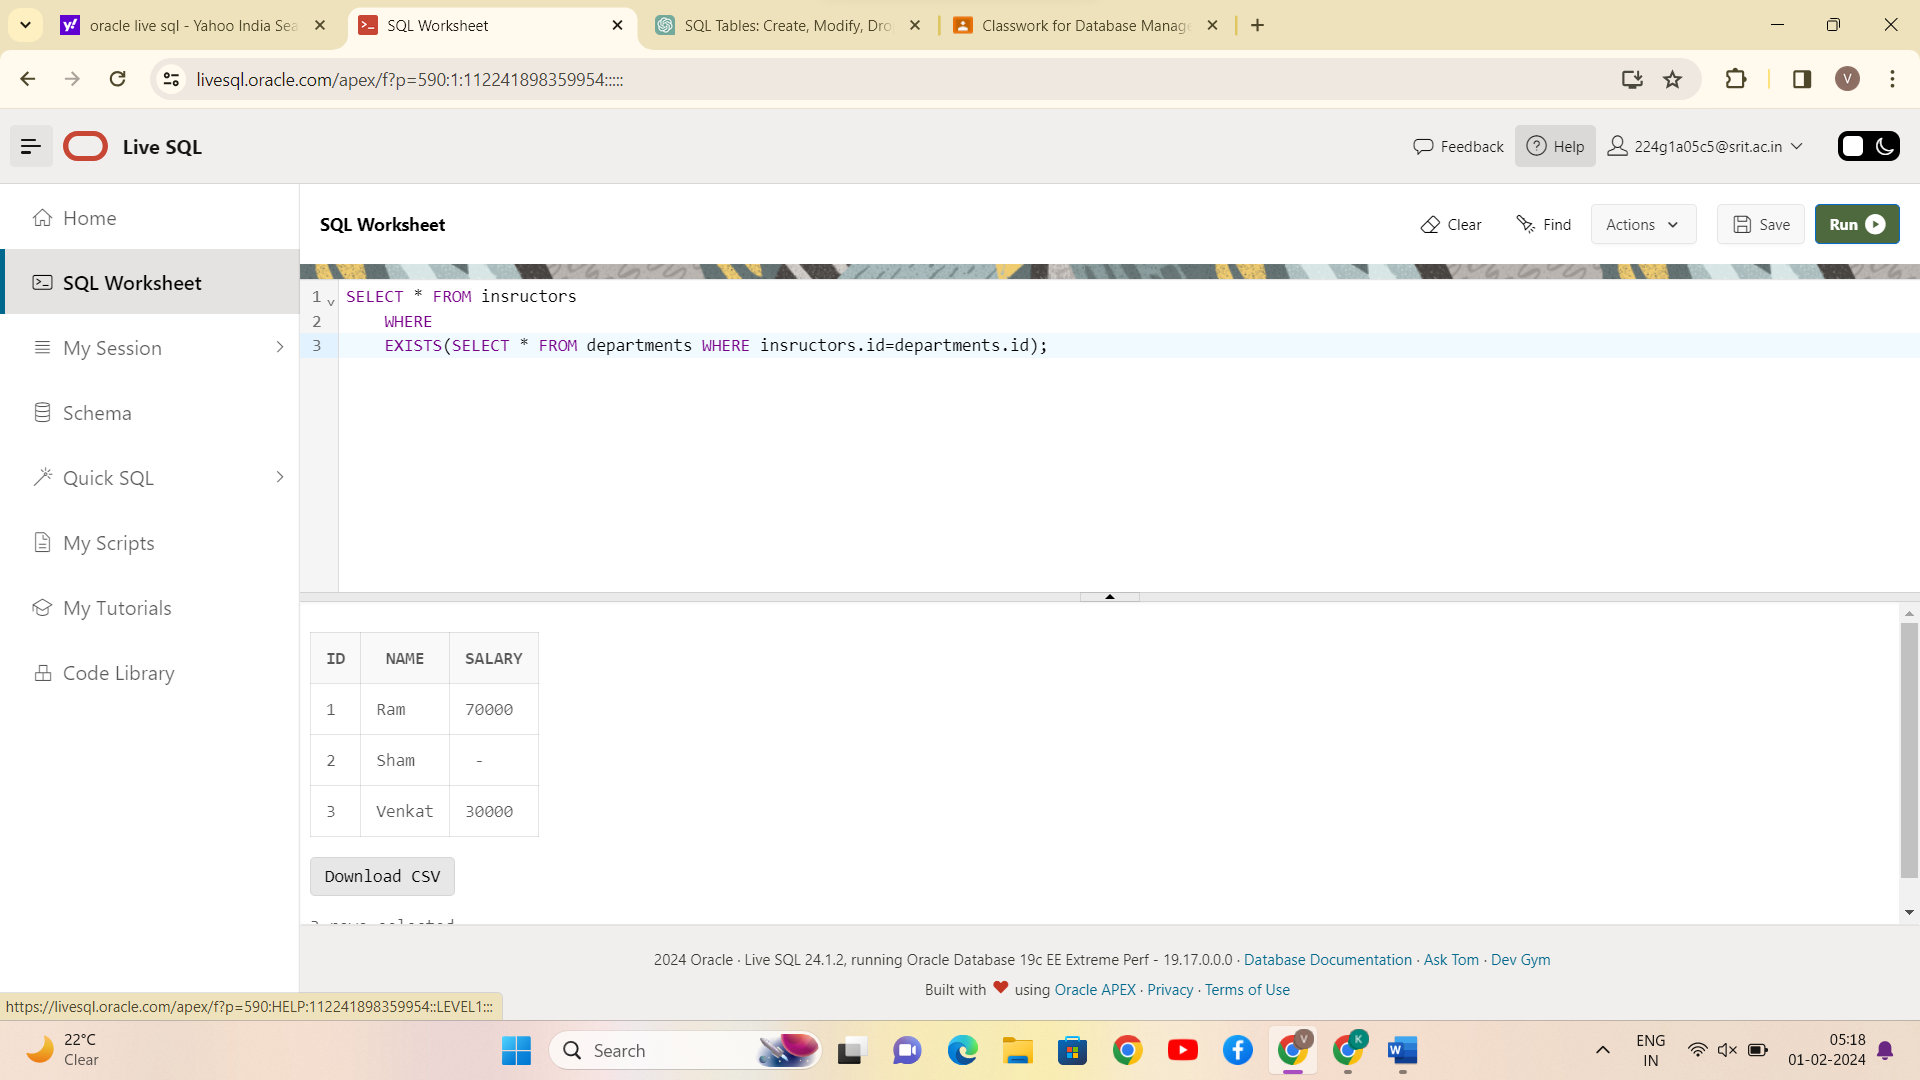 oracle live sql - Yahoo India Sea
SQL Worksheet
SQL Tables: Create, Modify, Dro
Classwork for Database Manage
livesql.oracle.com/apex/f?p=590:1:112241898359954:::::
V
Live SQL
Feedback
Help
224g1a05c5@srit.ac.in
Home
SQL Worksheet
My Session
Schema
Quick SQL
My Scripts
My Tutorials
Code Library
SQL Worksheet
Clear
Find
Actions
Save
Run
1 SELECT * FROM insructors
2 WHERE
3 EXISTS(SELECT * FROM departments WHERE insructors.id=departments.id);
ID NAME SALARY
1 Ram 70000
2 Sham -
3 Venkat 30000
Download CSV
3 rows selected
2024 Oracle · Live SQL 24.1.2, running Oracle Database 19c EE Extreme Perf - 19.17.0.0.0 · Database Documentation · Ask Tom · Dev Gym
Built with ❤ using Oracle APEX · Privacy · Terms of Use
https://livesql.oracle.com/apex/f?p=590:HELP:112241898359954::LEVEL1:::
22°C
Clear
Search
V
K
ENG
IN
05:18
01-02-2024